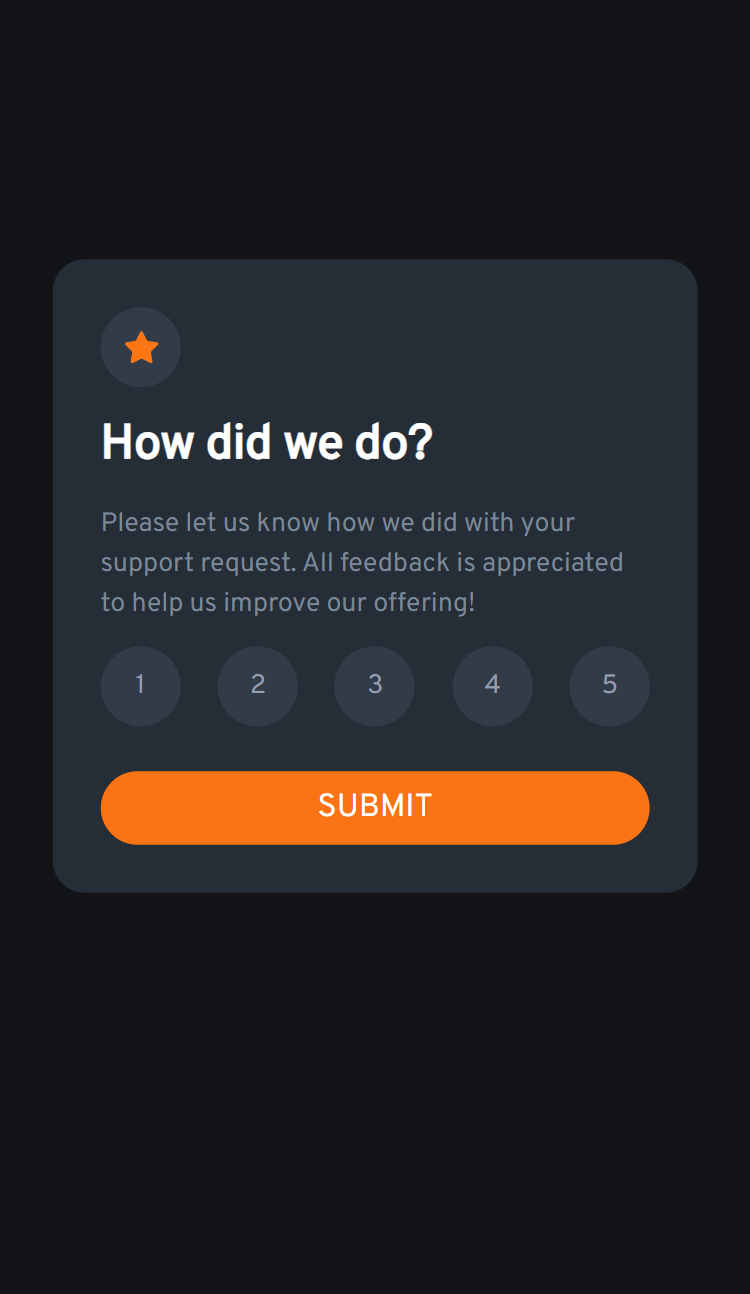 How did we do?
Please let us know how we did with your
support request. All feedback is appreciated
to help us improve our offering!
1 2 3 4 5
SUBMIT